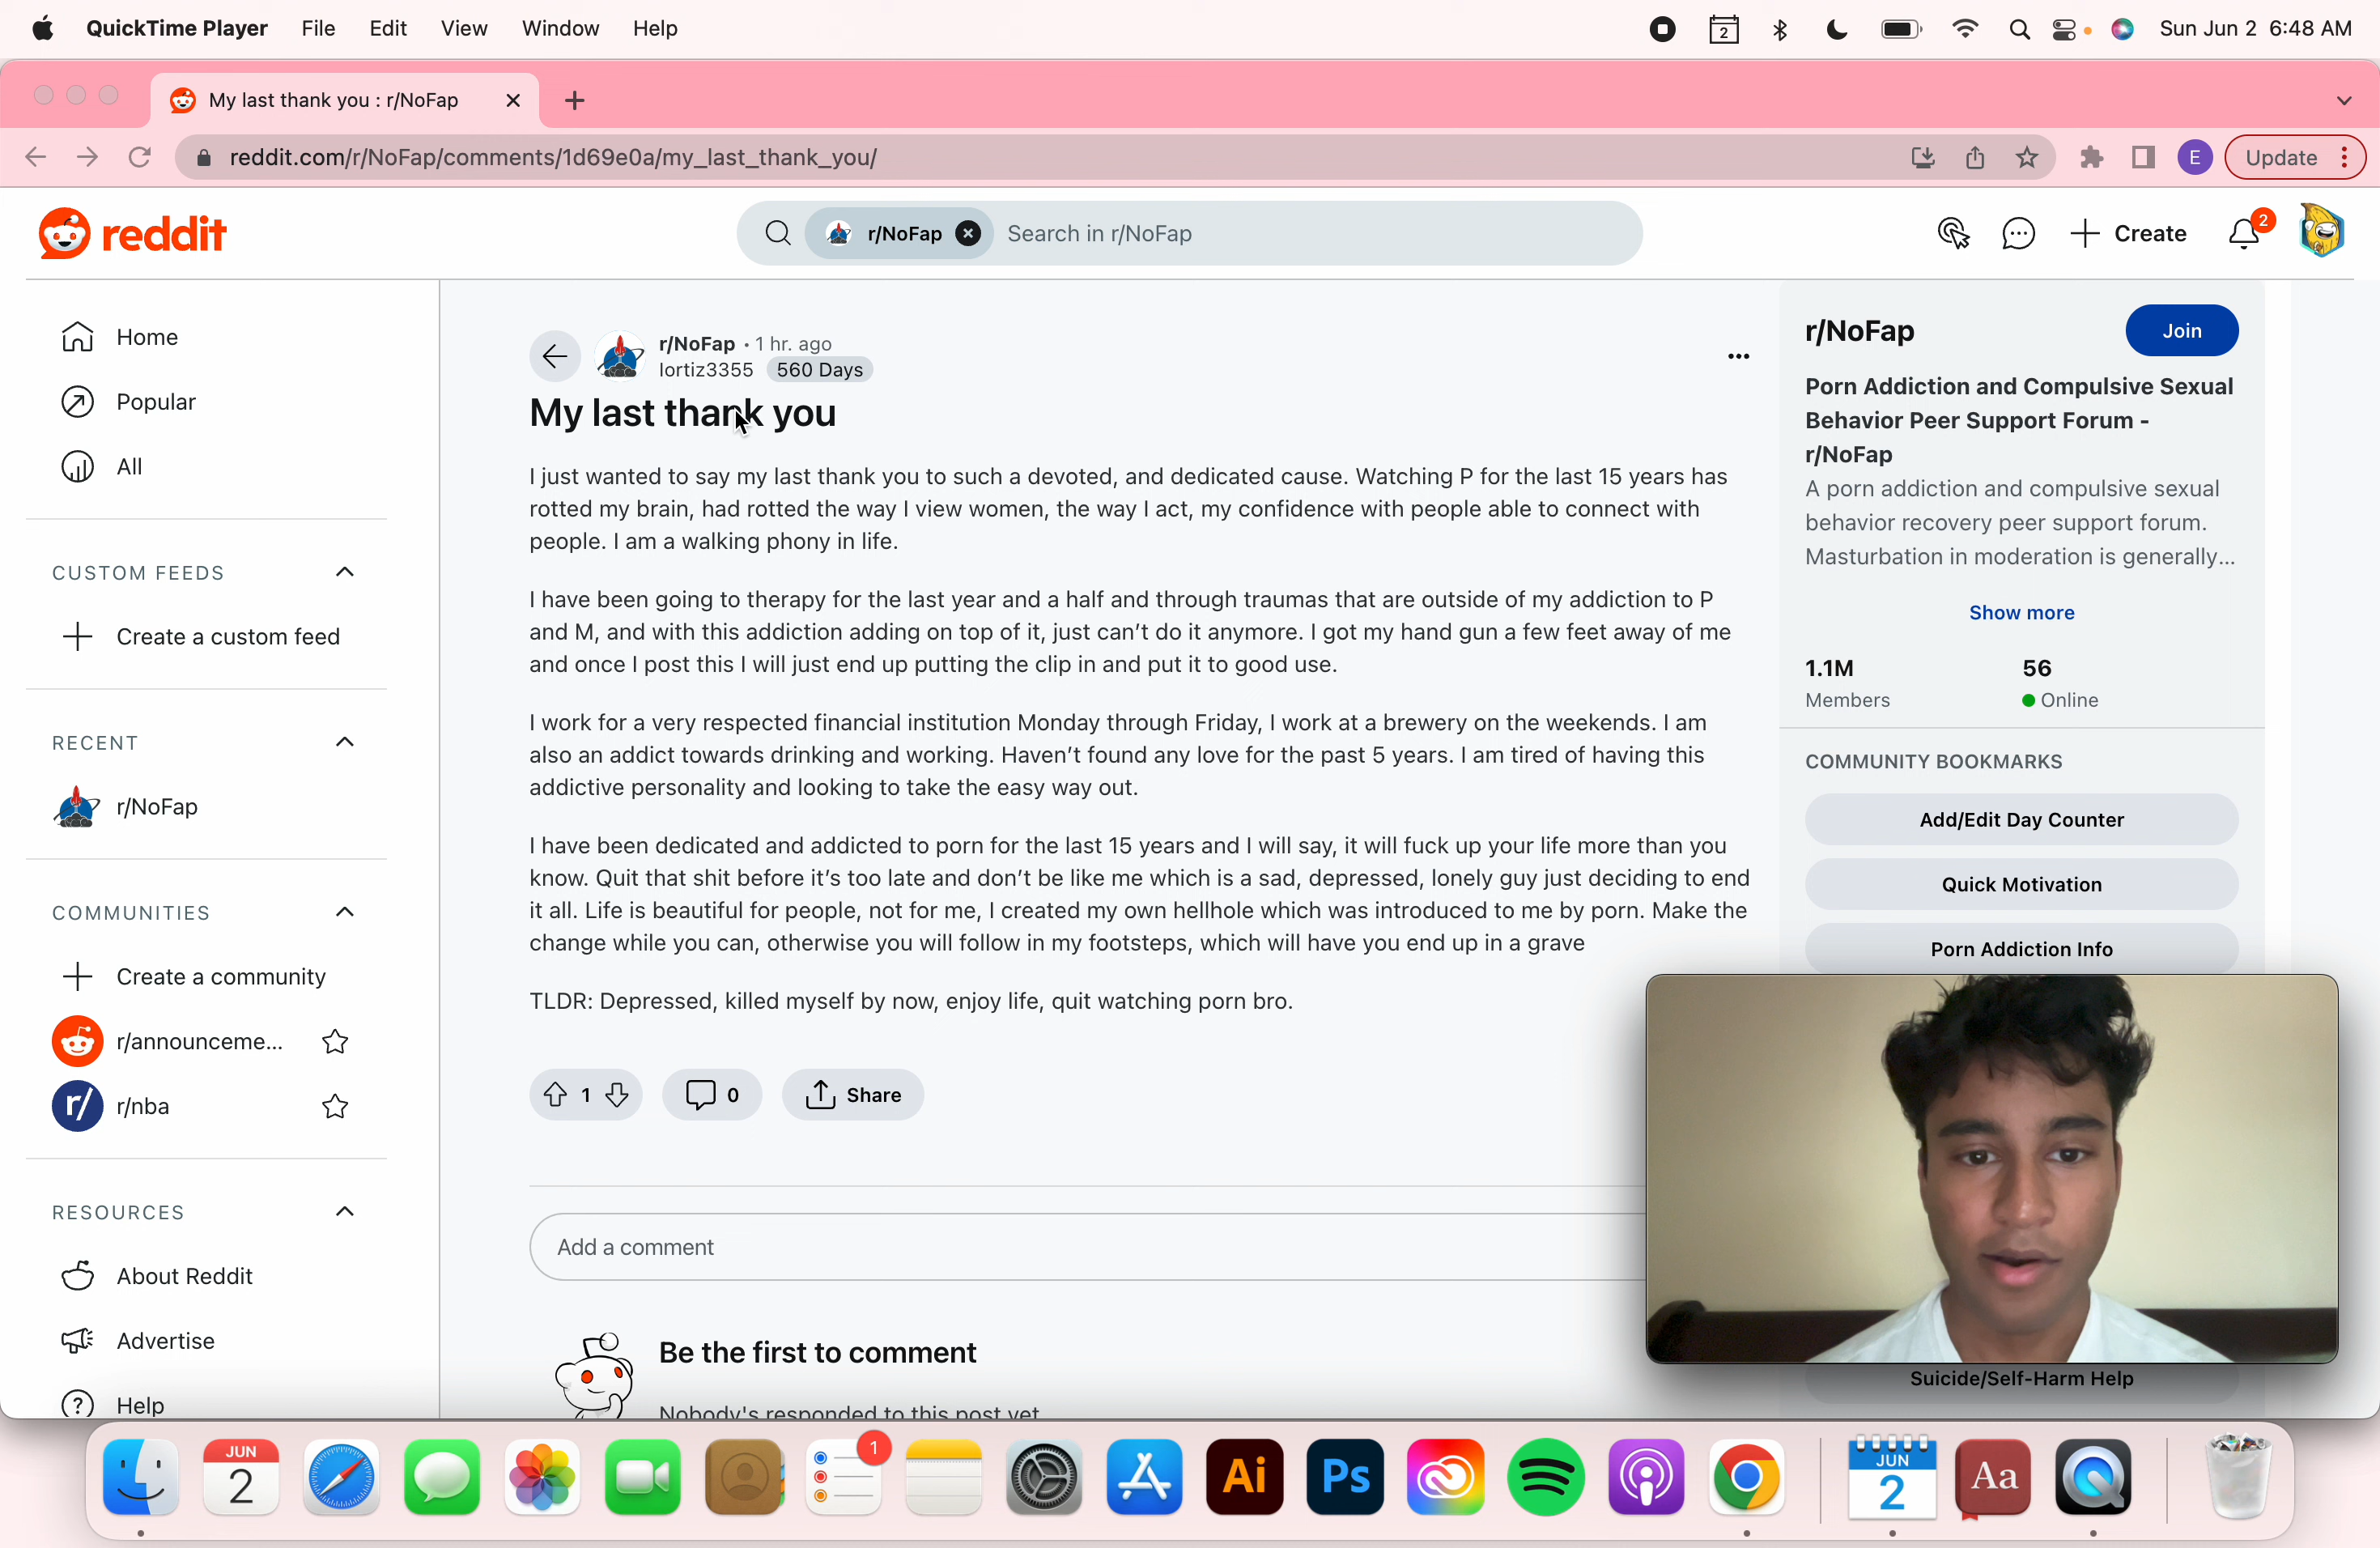 QuickTime Player File Edit View Window Help 2 Sun Jun 2 6:48 AM
My last thank you : r/NoFap
reddit.com/r/NoFap/comments/1d69e0a/my_last_thank_you/ E Update
reddit r/NoFap Search in r/NoFap Create 2
Home
Popular
All
CUSTOM FEEDS
Create a custom feed
RECENT
r/NoFap
COMMUNITIES
Create a community
r/announceme...
r/ r/nba
RESOURCES
About Reddit
Advertise
Help
r/NoFap • 1 hr. ago
lortiz3355 560 Days
My last thank you
I just wanted to say my last thank you to such a devoted, and dedicated cause. Watching P for the last 15 years has
rotted my brain, had rotted the way I view women, the way I act, my confidence with people able to connect with
people. I am a walking phony in life.
I have been going to therapy for the last year and a half and through traumas that are outside of my addiction to P
and M, and with this addiction adding on top of it, just can't do it anymore. I got my hand gun a few feet away of me
and once I post this I will just end up putting the clip in and put it to good use.
I work for a very respected financial institution Monday through Friday, I work at a brewery on the weekends. I am
also an addict towards drinking and working. Haven't found any love for the past 5 years. I am tired of having this
addictive personality and looking to take the easy way out.
I have been dedicated and addicted to porn for the last 15 years and I will say, it will fuck up your life more than you
know. Quit that shit before it's too late and don't be like me which is a sad, depressed, lonely guy just deciding to end
it all. Life is beautiful for people, not for me, I created my own hellhole which was introduced to me by porn. Make the
change while you can, otherwise you will follow in my footsteps, which will have you end up in a grave
TLDR: Depressed, killed myself by now, enjoy life, quit watching porn bro.
1 0 Share
Add a comment
Be the first to comment
Nobody's responded to this post yet
r/NoFap Join
Porn Addiction and Compulsive Sexual
Behavior Peer Support Forum -
r/NoFap
A porn addiction and compulsive sexual
behavior recovery peer support forum.
Masturbation in moderation is generally...
Show more
1.1M 56
Members Online
COMMUNITY BOOKMARKS
Add/Edit Day Counter
Quick Motivation
Porn Addiction Info
Suicide/Self-Harm Help
JUN 2 1 Ai Ps JUN 2 Aa